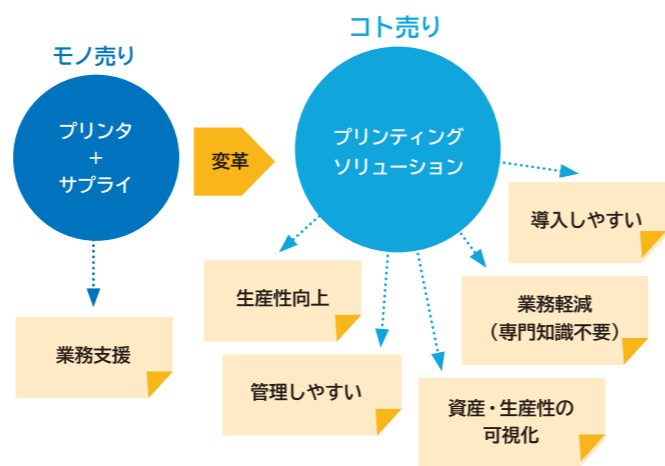 モノ売り
プリンタ
+
サプライ
業務支援
変革
コト売り
プリンティング
ソリューション
導入しやすい
生産性向上
業務軽減
（専門知識不要）
管理しやすい
資産・生産性の
可視化